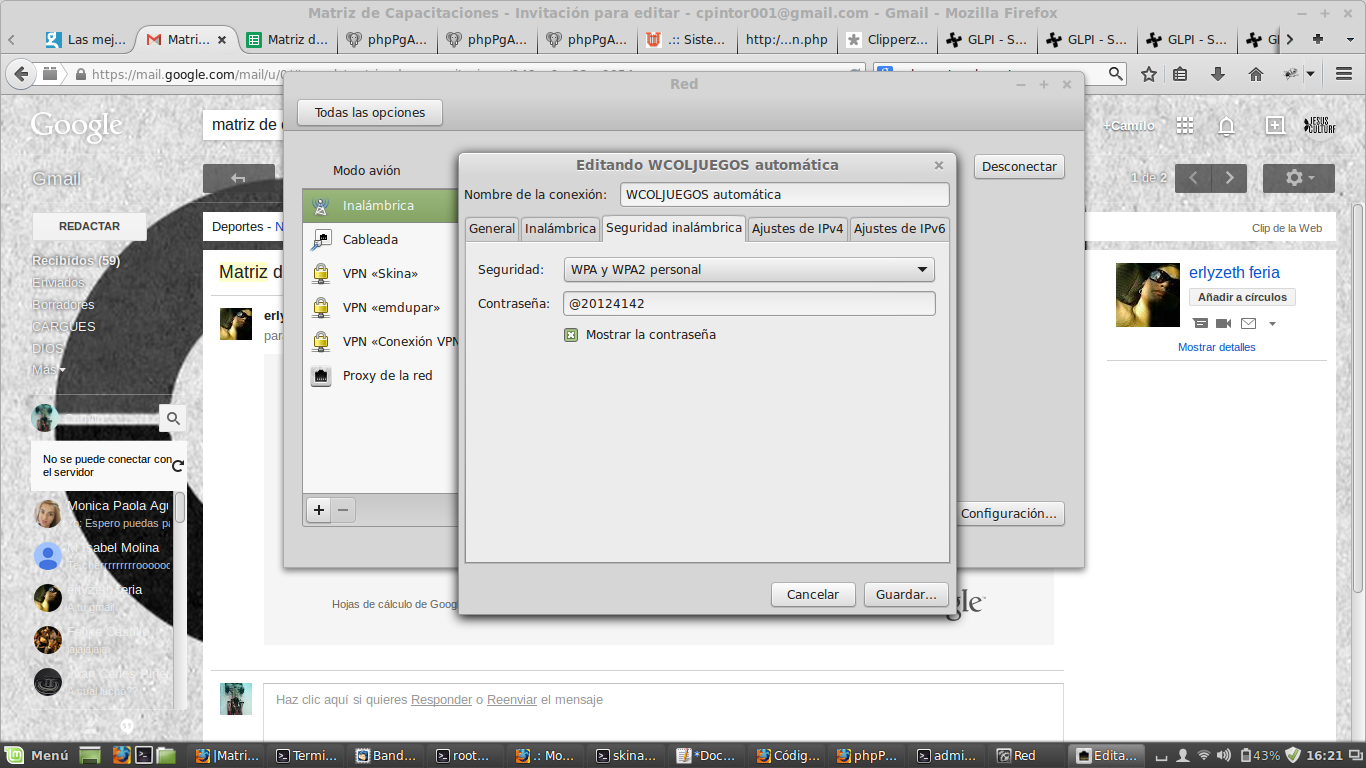 Matriz de Capacitaciones - Invitación para editar - cpintor001@gmail.com - Gmail - Mozilla Firefox
Las mej... Matri... Matriz d... phpPgA... phpPgA... phpPgA... .:: Siste... http:/...n.php Clipperz... GLPI - S... GLPI - S... GLPI - S...
https://mail.google.com/mail/u/
Red
Todas las opciones
Google
matriz de
+Camilo
JESUS CULTURE
Gmail
Modo avión
Desconectar
1 de 2
Editando WCOLJUEGOS automática
Nombre de la conexión: WCOLJUEGOS automática
General Inalámbrica Seguridad inalámbrica Ajustes de IPv4 Ajustes de IPv6
Seguridad: WPA y WPA2 personal
Contraseña: @20124142
Mostrar la contraseña
Cancelar Guardar...
Inalámbrica
Cableada
VPN «Skina»
VPN «emdupar»
VPN «Conexión VPN
Proxy de la red
Configuración...
REDACTAR
Deportes - N
Clip de la Web
Recibidos (59)
Enviados
Borradores
CARGUES
DIOS
Más
Matriz d
erly
para
erlyzeth feria
Añadir a círculos
Mostrar detalles
No se puede conectar con
el servidor
Monica Paola Agu
Espero puedas pa
Isabel Molina
erlyzeth feria
Hojas de cálculo de Goog
Haz clic aquí si quieres Responder o Reenviar el mensaje
Menú |Matri... Termi... Band... root... .: Mo... skina... *Doc... Códig... phpP... admi... Red Edita... 43% 16:21